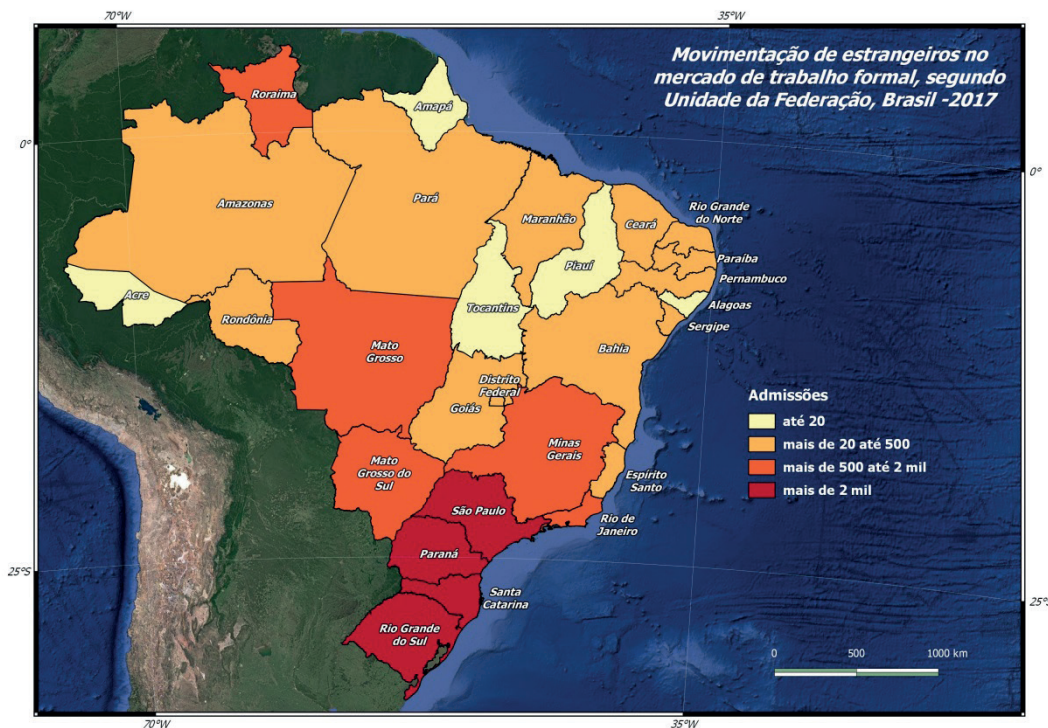 70°W
35°W
Movimentação de estrangeiros no
mercado de trabalho formal, segundo
Unidade da Federação, Brasil -2017
Roraima
Amapá
0°
0°
Amazonas
Pará
Maranhão
Ceará
Rio Grande
do Norte
Paraíba
Pernambuco
Piauí
Acre
Tocantins
Alagoas
Sergipe
Rondônia
Mato
Grosso
Bahia
Distrito
Federal
Goiás
Admissões
até 20
mais de 20 até 500
mais de 500 até 2 mil
mais de 2 mil
Minas
Gerais
Mato
Grosso do
Sul
Espírito
Santo
São Paulo
Rio de
Janeiro
Paraná
25°S
25°S
Santa
Catarina
Rio Grande
do Sul
0 500 1000 km
70°W
35°W